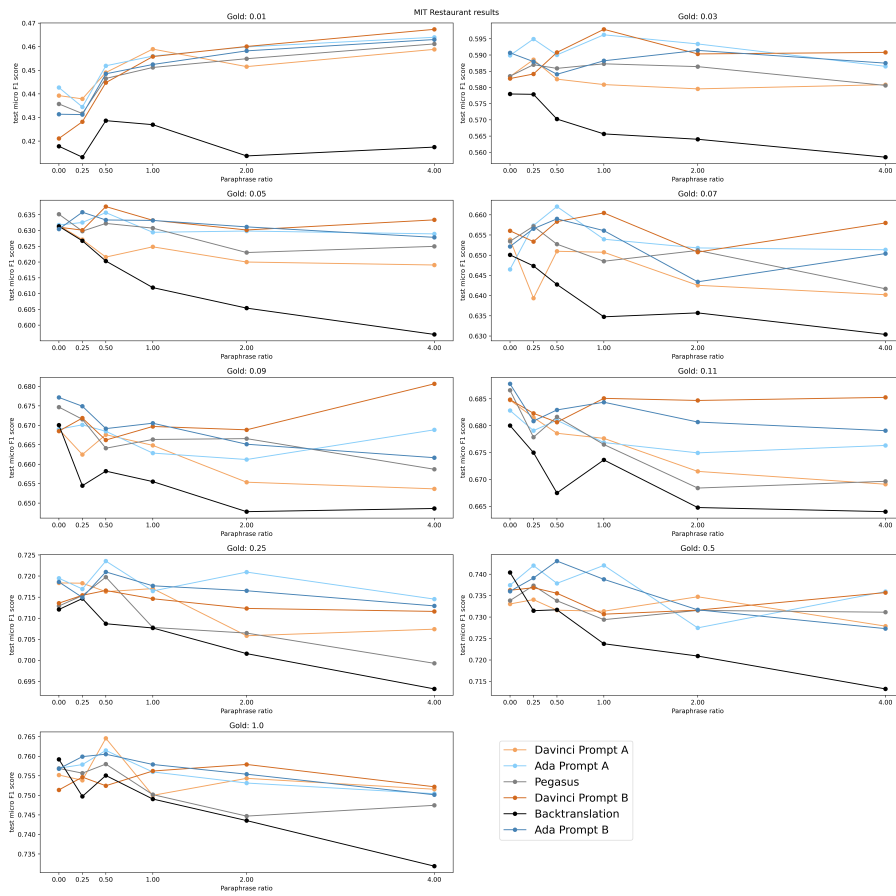 MIT Restaurant results
Gold: 0.01
test micro F1 score
0.47
0.46
0.45
0.44
0.43
0.42
0.00 0.25 0.50 1.00 2.00 4.00
Paraphrase ratio
Gold: 0.03
test micro F1 score
0.595
0.590
0.585
0.580
0.575
0.570
0.565
0.560
0.00 0.25 0.50 1.00 2.00 4.00
Paraphrase ratio
Gold: 0.05
test micro F1 score
0.635
0.630
0.625
0.620
0.615
0.610
0.605
0.600
0.00 0.25 0.50 1.00 2.00 4.00
Paraphrase ratio
Gold: 0.07
test micro F1 score
0.660
0.655
0.650
0.645
0.640
0.635
0.630
0.00 0.25 0.50 1.00 2.00 4.00
Paraphrase ratio
Gold: 0.09
test micro F1 score
0.680
0.675
0.670
0.665
0.660
0.655
0.650
0.00 0.25 0.50 1.00 2.00 4.00
Paraphrase ratio
Gold: 0.11
test micro F1 score
0.685
0.680
0.675
0.670
0.665
0.00 0.25 0.50 1.00 2.00 4.00
Paraphrase ratio
Gold: 0.25
test micro F1 score
0.725
0.720
0.715
0.710
0.705
0.700
0.695
0.00 0.25 0.50 1.00 2.00 4.00
Paraphrase ratio
Gold: 0.5
test micro F1 score
0.740
0.735
0.730
0.725
0.720
0.715
0.00 0.25 0.50 1.00 2.00 4.00
Paraphrase ratio
Gold: 1.0
test micro F1 score
0.765
0.760
0.755
0.750
0.745
0.740
0.735
0.00 0.25 0.50 1.00 2.00 4.00
Paraphrase ratio
Davinci Prompt A
Ada Prompt A
Pegasus
Davinci Prompt B
Backtranslation
Ada Prompt B